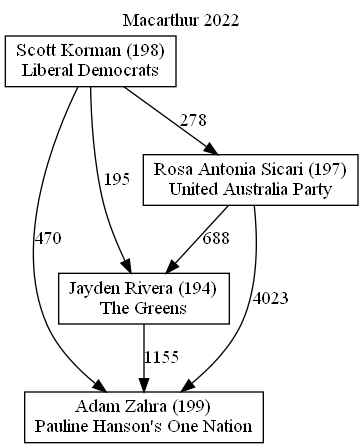 Macarthur 2022
Scott Korman (198)
Liberal Democrats
278
Rosa Antonia Sicari (197)
United Australia Party
195
470
688
Jayden Rivera (194)
The Greens
4023
1155
Adam Zahra (199)
Pauline Hanson's One Nation